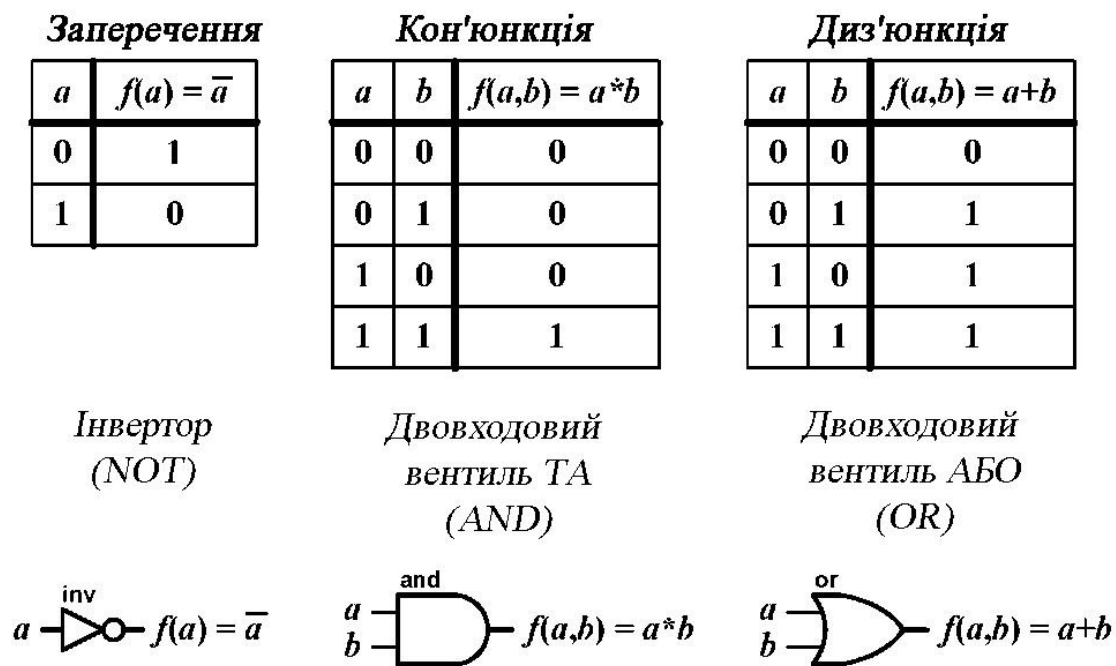 Заперечення Кон'юнкція Диз'юнкція
a f(a) = a̅ a b f(a,b) = a*b a b f(a,b) = a+b
0 1 0 0 0 0 0 0
1 0 0 1 0 0 1 1
1 0 0 1 0 1
1 1 1 1 1 1
Інвертор Двовходовий Двовходовий
(NOT) вентиль ТА вентиль АБО
(AND) (OR)
inv and or
a f(a) = a̅ a b f(a,b) = a*b a b f(a,b) = a+b